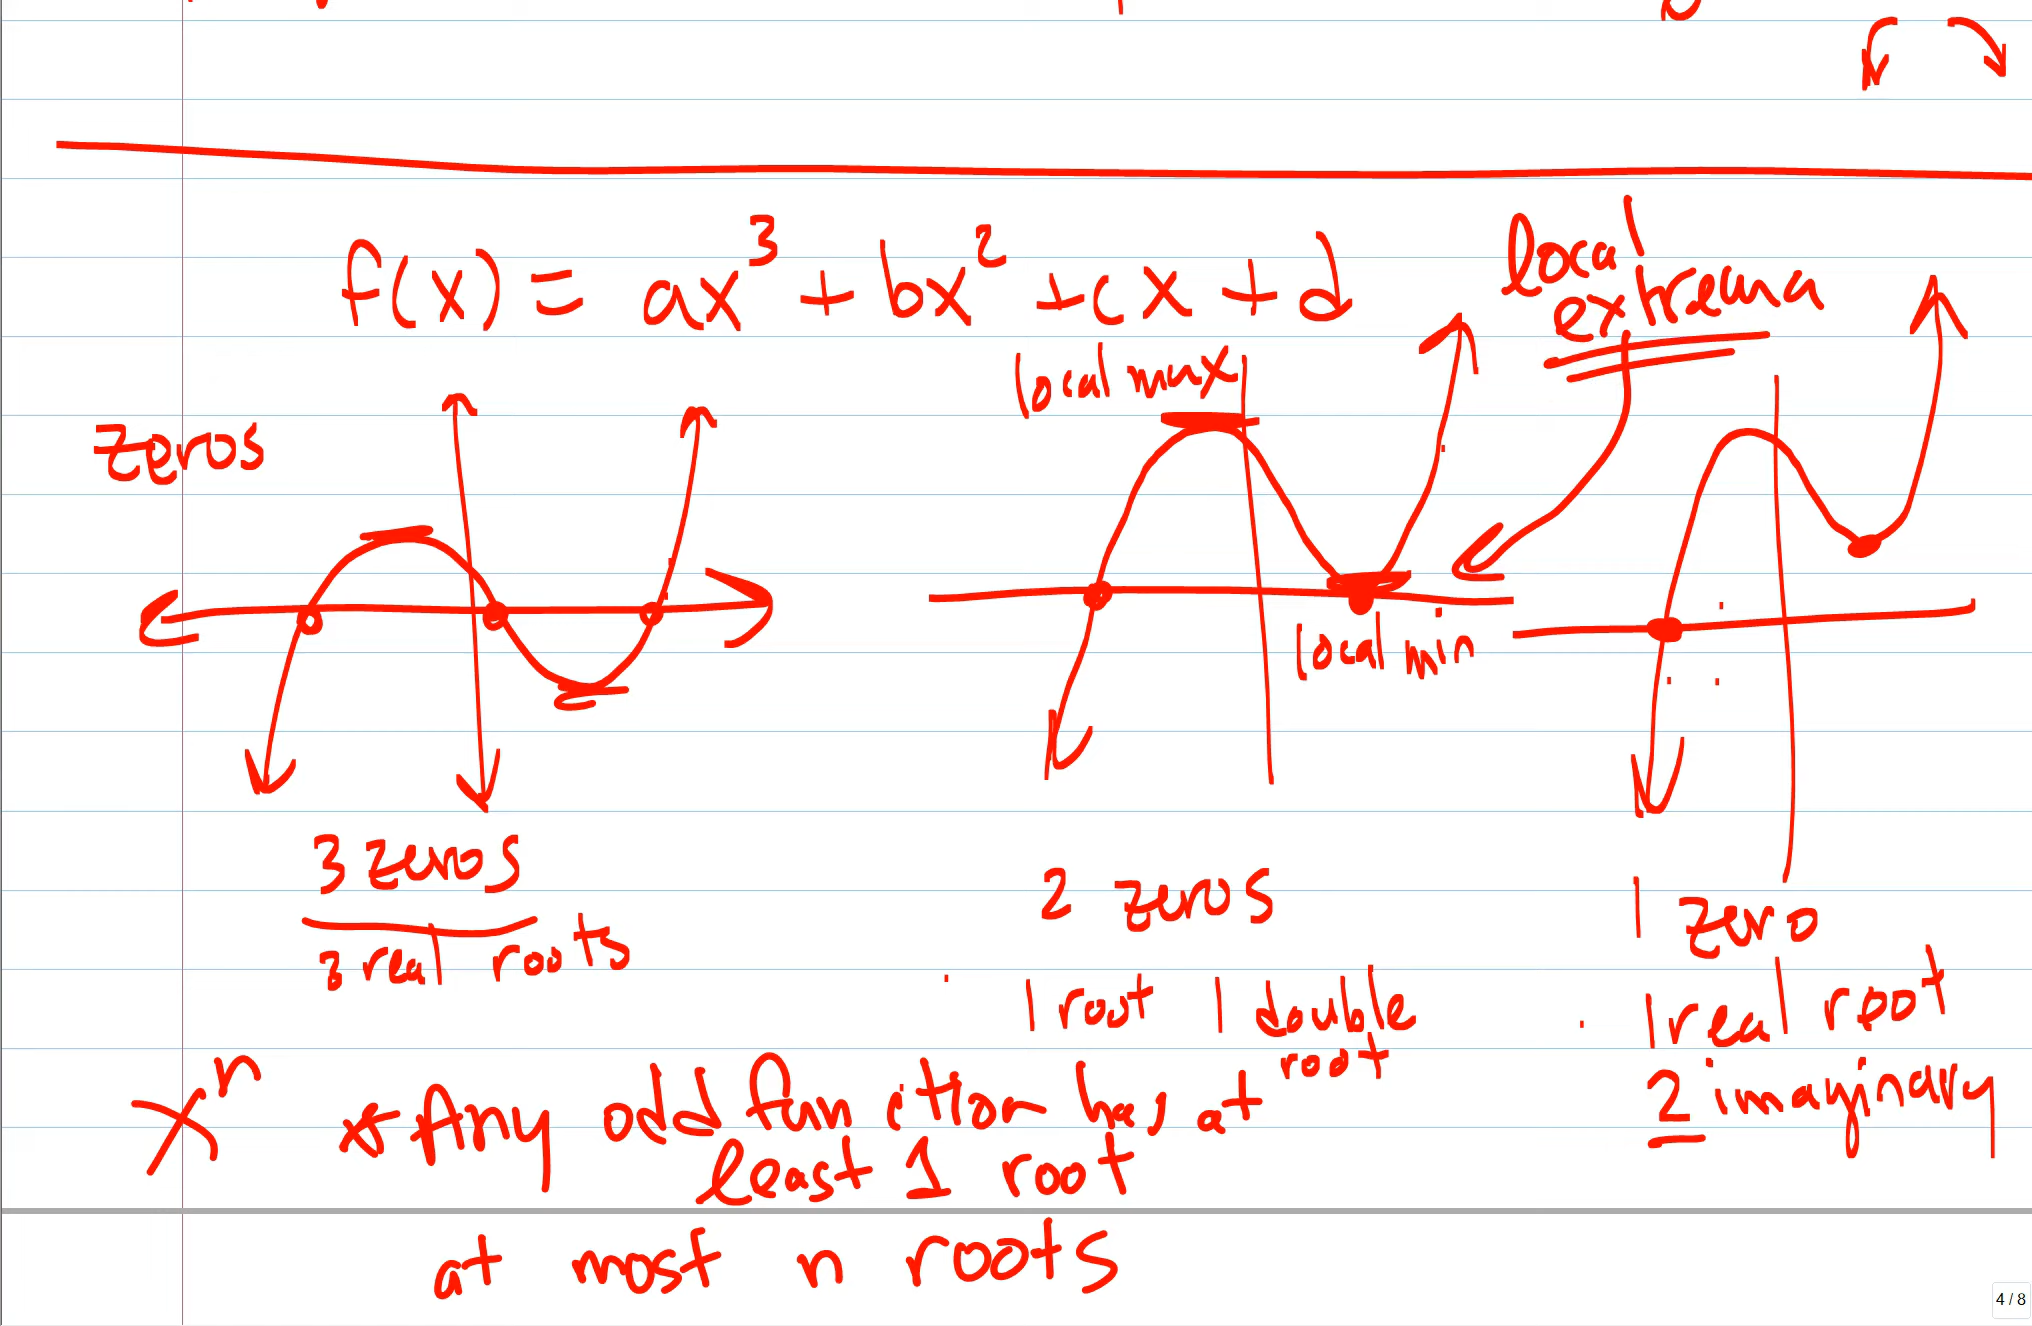 f(x) = ax³ + bx² + cx + d
local
extrema
local max
zeros
local min
3 zeros
3 real roots
2 zeros
1 root 1 double
root
1 zero
1 real root
2 imaginary
xⁿ
* Any odd function has at
least 1 root
at most n roots
4 / 8